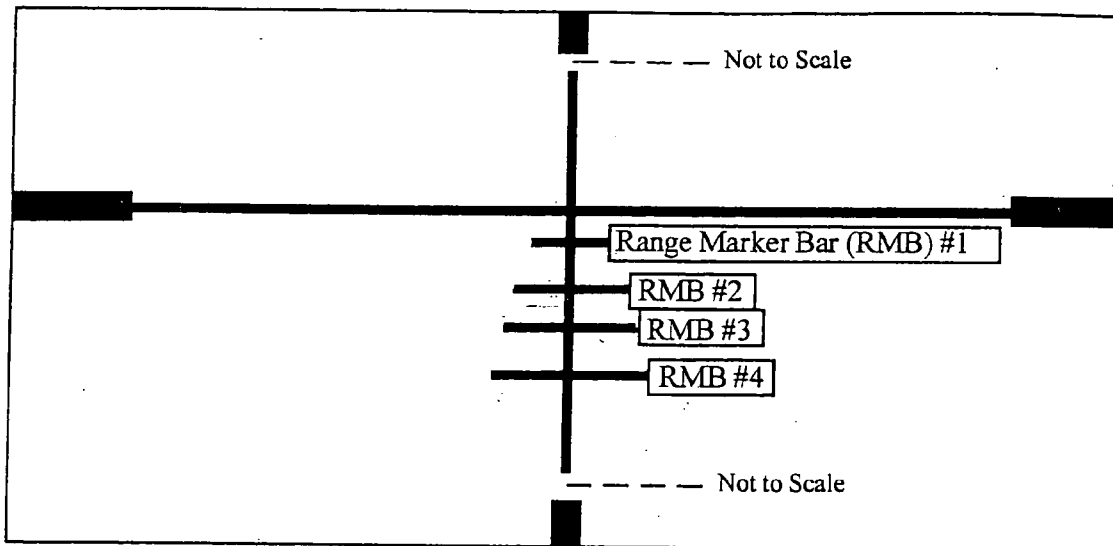 Not to Scale
Range Marker Bar (RMB) #1
RMB #2
RMB #3
RMB #4
Not to Scale